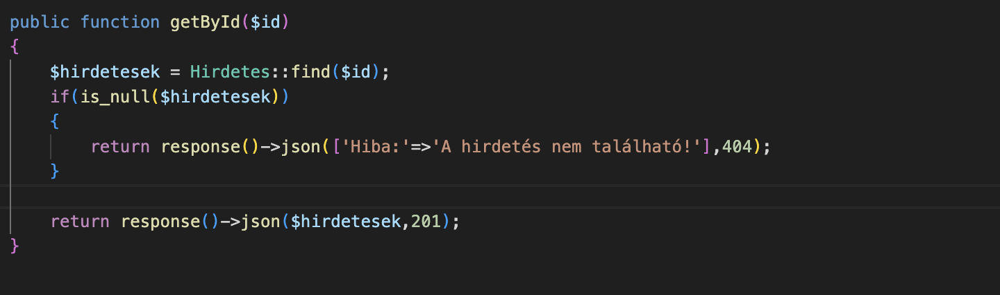 public function getById($id)
{
    $hirdetesek = Hirdetes::find($id);
    if(is_null($hirdetesek))
    {
        return response()->json(['Hiba:'=>'A hirdetés nem található!'],404);
    }

    return response()->json($hirdetesek,201);
}